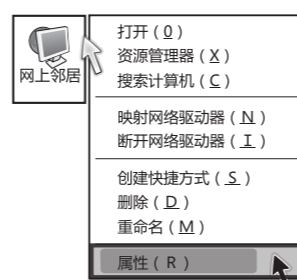 网上邻居
打开（0）
资源管理器（X）
搜索计算机（C）
映射网络驱动器（N）
断开网络驱动器（I）
创建快捷方式（S）
删除（D）
重命名（M）
属性（R）